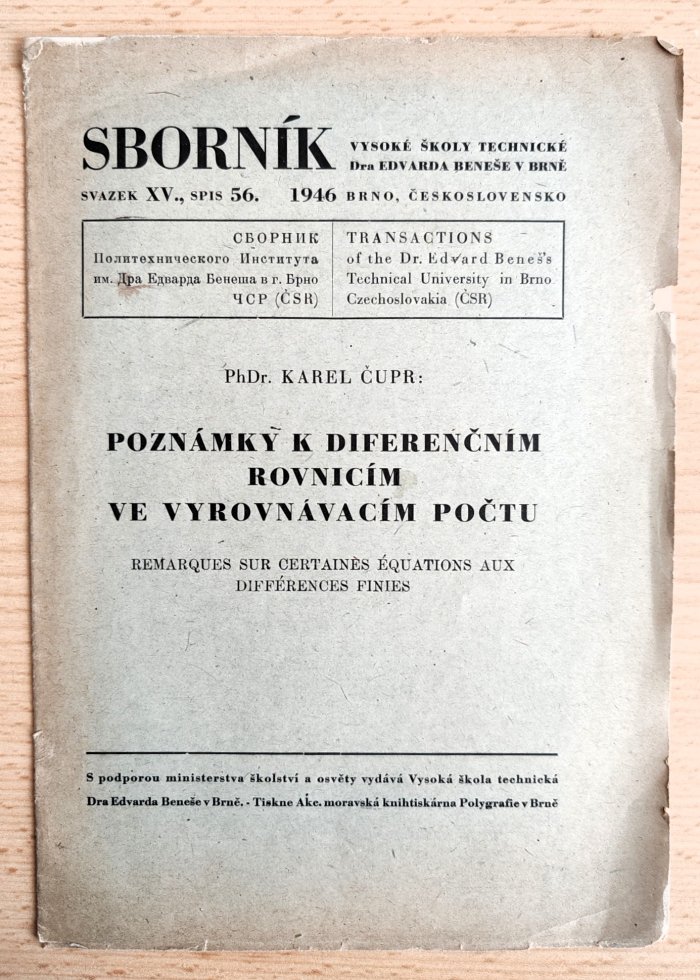 SBORNÍK
VYSOKÉ ŠKOLY TECHNICKÉ
Dra EDVARDA BENEŠE V BRNĚ
SVAZEK XV., SPIS 56. 1946 BRNO, ČESKOSLOVENSKO
СБОРНИК
Политехнического Института
им. Дра Едварда Бенеша в г. Брно
ЧСР (ČSR)
TRANSACTIONS
of the Dr. Edvard Beneš's
Technical University in Brno
Czechoslovakia (ČSR)
PhDr. KAREL ČUPR:
POZNÁMKY K DIFERENČNÍM
ROVNICÍM
VE VYROVNÁVACÍM POČTU
REMARQUES SUR CERTAINES ÉQUATIONS AUX
DIFFÉRENCES FINIES
S podporou ministerstva školství a osvěty vydává Vysoká škola technická
Dra Edvarda Beneše v Brně. - Tiskne Akc. moravská knihtiskárna Polygrafie v Brně